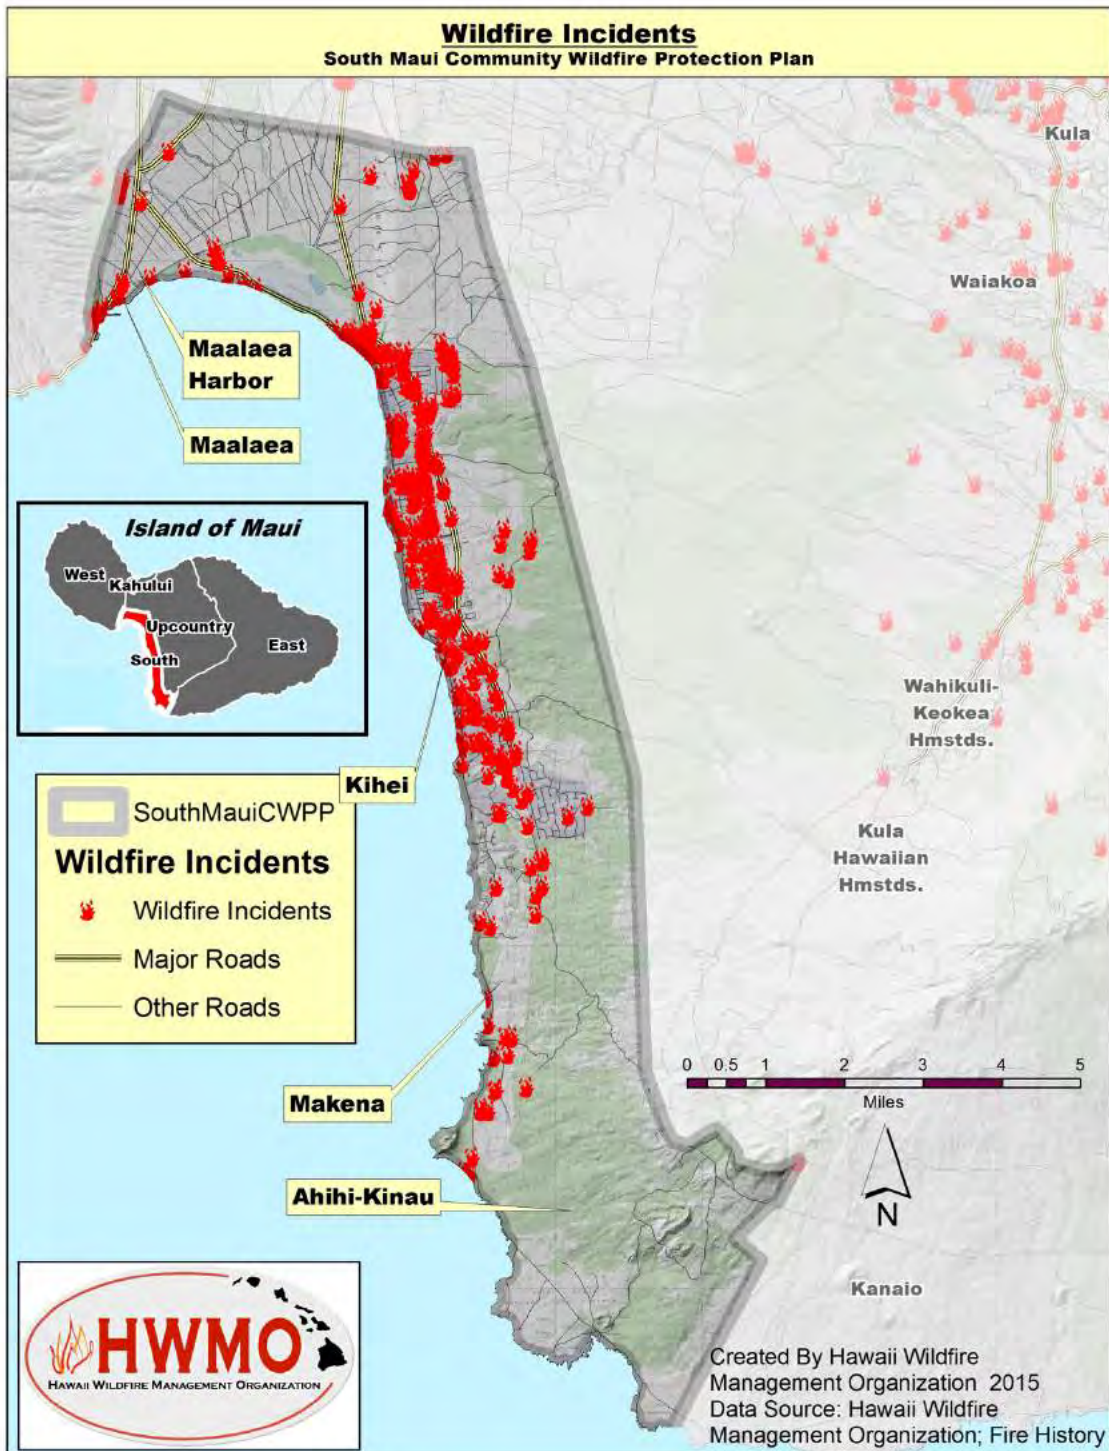 Wildfire Incidents
South Maui Community Wildfire Protection Plan
Kula
Waiakoa
Maalaea
Harbor
Maalaea
Island of Maui
West
Kahului
Upcountry
East
South
Wahikuli-
Keokea
Hmstds.
Kihei
SouthMauiCWPP
Wildfire Incidents
Wildfire Incidents
Major Roads
Other Roads
Kula
Hawaiian
Hmstds.
0 0.5 1 2 3 4 5
Miles
Makena
N
Ahihi-Kinau
Kanaio
HWMO
HAWAII WILDFIRE MANAGEMENT ORGANIZATION
Created By Hawaii Wildfire
Management Organization 2015
Data Source: Hawaii Wildfire
Management Organization; Fire History